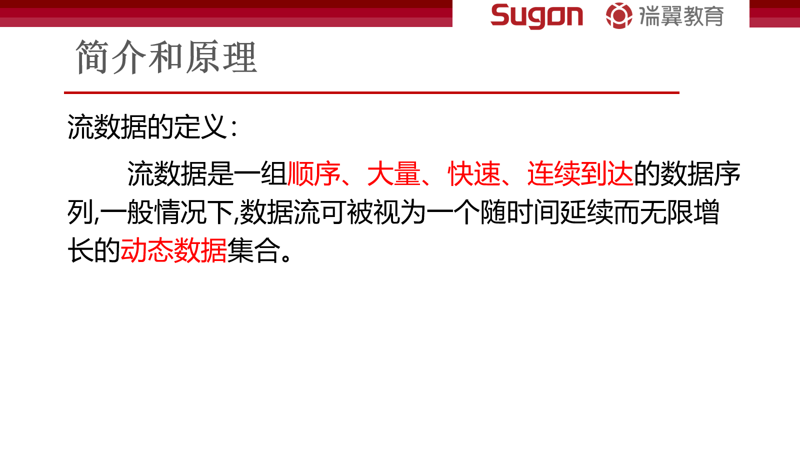 Sugon 瑞翼教育
简介和原理
流数据的定义：
流数据是一组顺序、大量、快速、连续到达的数据序
列,一般情况下,数据流可被视为一个随时间延续而无限增
长的动态数据集合。